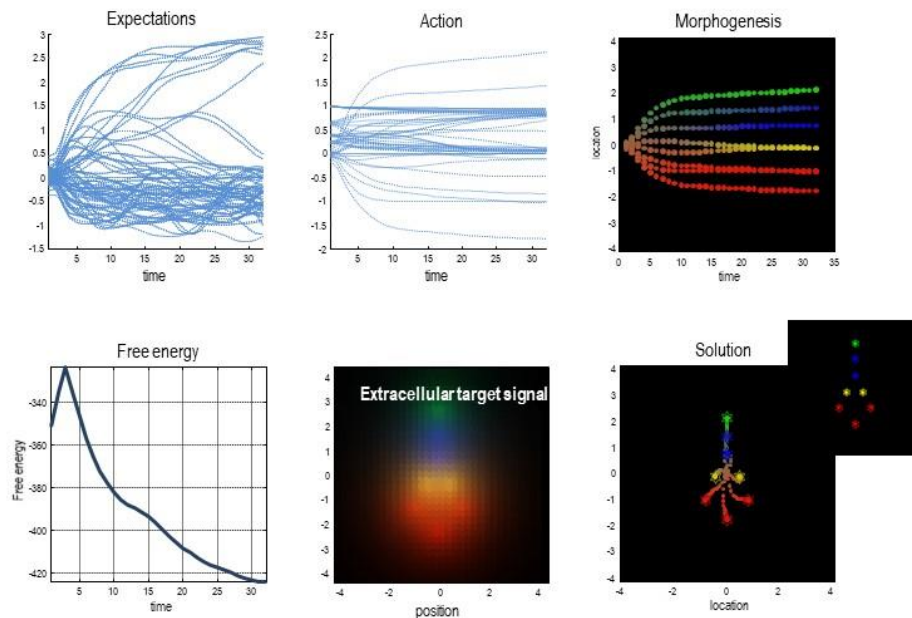 Expectations
3
2.5
2
1.5
1
0.5
0
-0.5
-1
-1.5
5 10 15 20 25 30
time
Action
2.5
2
1.5
1
0.5
0
-0.5
-1
-1.5
-2
5 10 15 20 25 30
time
Morphogenesis
4
3
2
1
0
-1
-2
-3
-4
location
0 5 10 15 20 25 30 35
time
Free energy
Free energy
-340
-360
-380
-400
-420
5 10 15 20 25 30
time
Extracellular target signal
4
3
2
1
0
-1
-2
-3
-4
-4 -2 0 2 4
position
Solution
4
3
2
1
0
-1
-2
-3
-4
-4 -2 0 2 4
location